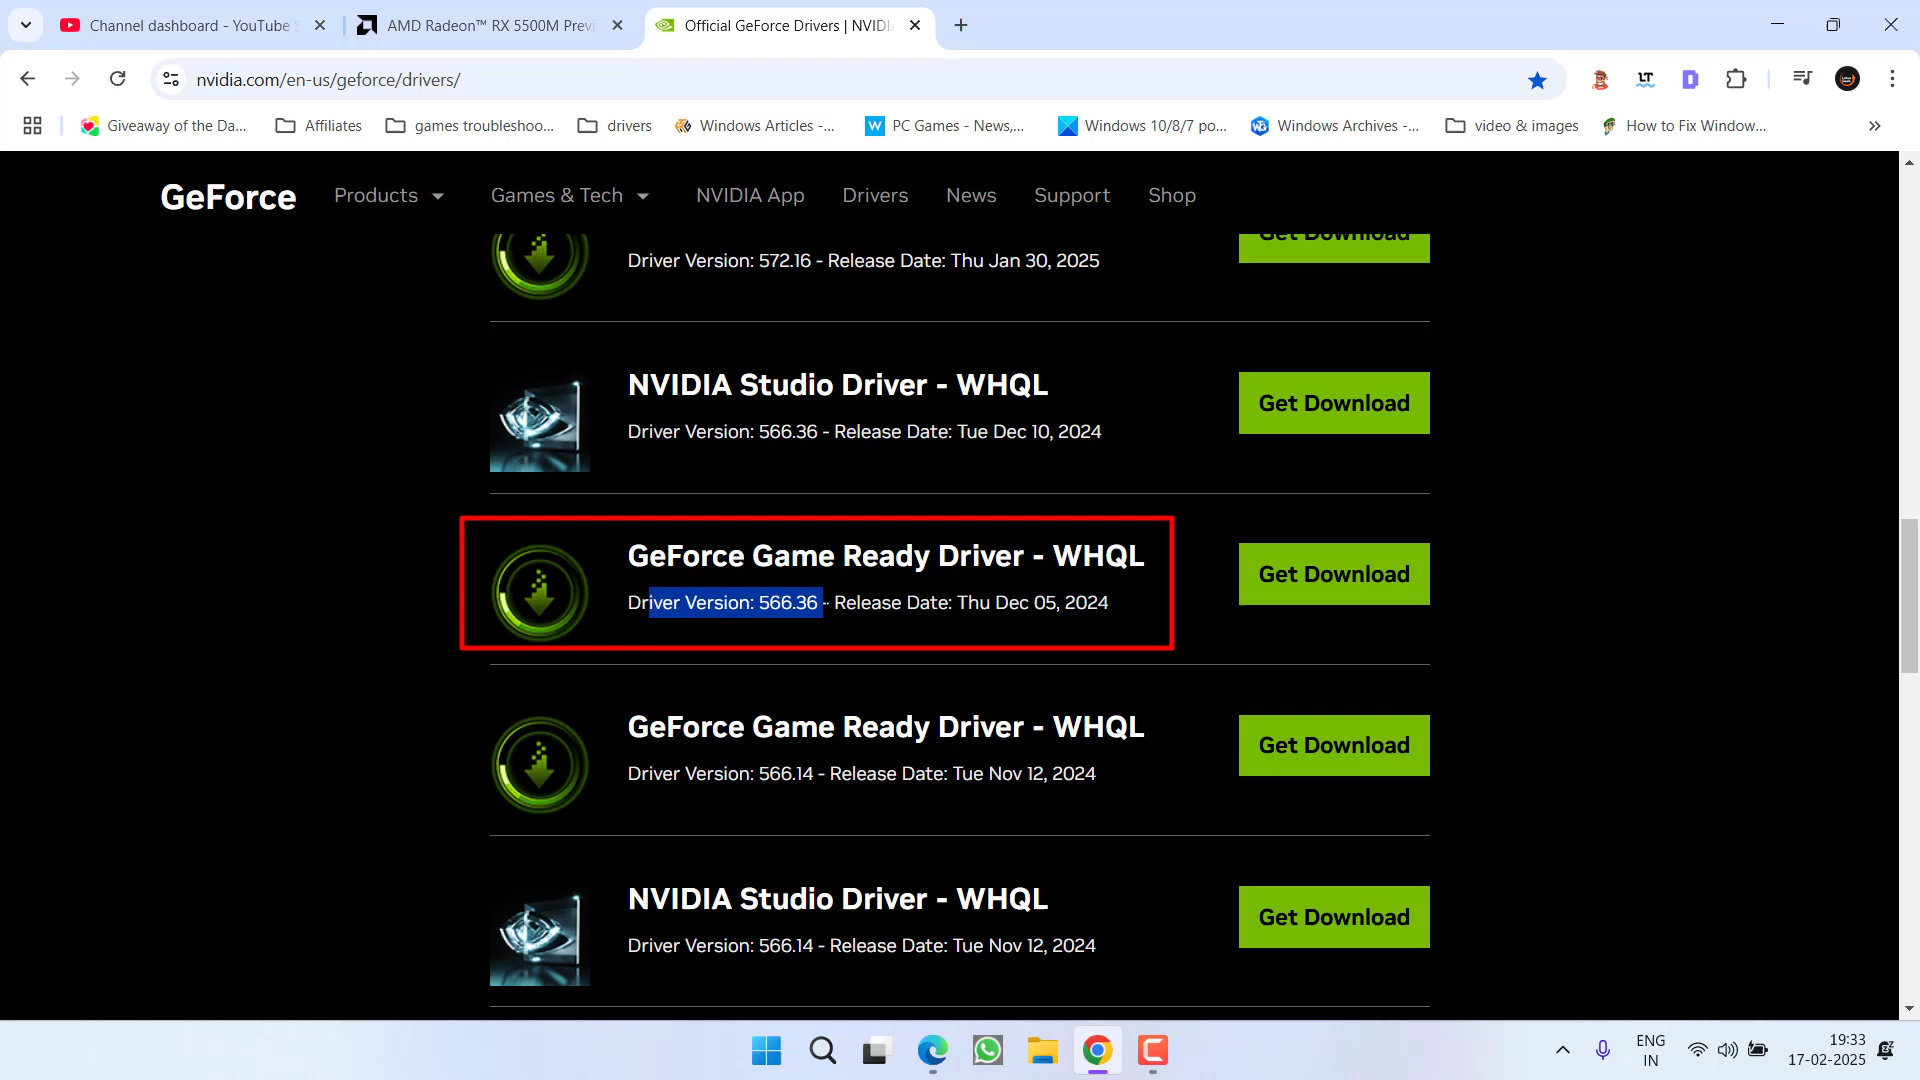 Channel dashboard - YouTube S
AMD Radeon™ RX 5500M Previ
Official GeForce Drivers | NVIDI
nvidia.com/en-us/geforce/drivers/
LT
Giveaway of the Da...
Affiliates
games troubleshoo...
drivers
Windows Articles -...
W
PC Games - News,...
Windows 10/8/7 po...
Windows Archives -...
video & images
How to Fix Window...
GeForce
Products
Games & Tech
NVIDIA App
Drivers
News
Support
Shop
Get Download
Driver Version: 572.16 - Release Date: Thu Jan 30, 2025
NVIDIA Studio Driver - WHQL
Driver Version: 566.36 - Release Date: Tue Dec 10, 2024
Get Download
GeForce Game Ready Driver - WHQL
Driver Version: 566.36 - Release Date: Thu Dec 05, 2024
Get Download
GeForce Game Ready Driver - WHQL
Driver Version: 566.14 - Release Date: Tue Nov 12, 2024
Get Download
NVIDIA Studio Driver - WHQL
Driver Version: 566.14 - Release Date: Tue Nov 12, 2024
Get Download
ENG
IN
19:33
17-02-2025